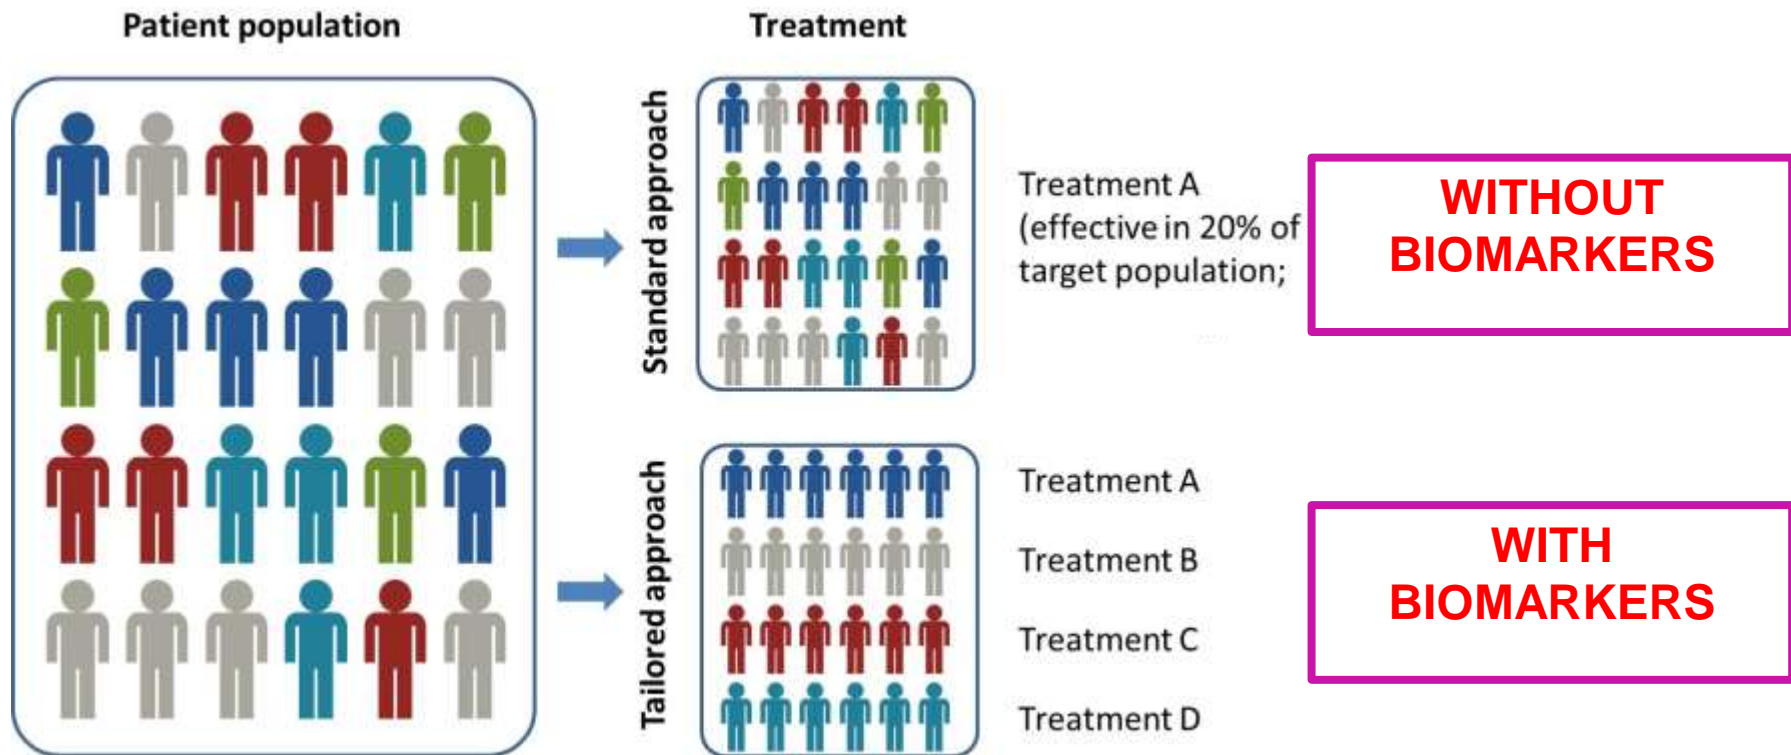 Patient population
Treatment
Standard approach
Treatment A
(effective in 20% of
target population;
WITHOUT
BIOMARKERS
Tailored approach
Treatment A
Treatment B
Treatment C
Treatment D
WITH
BIOMARKERS